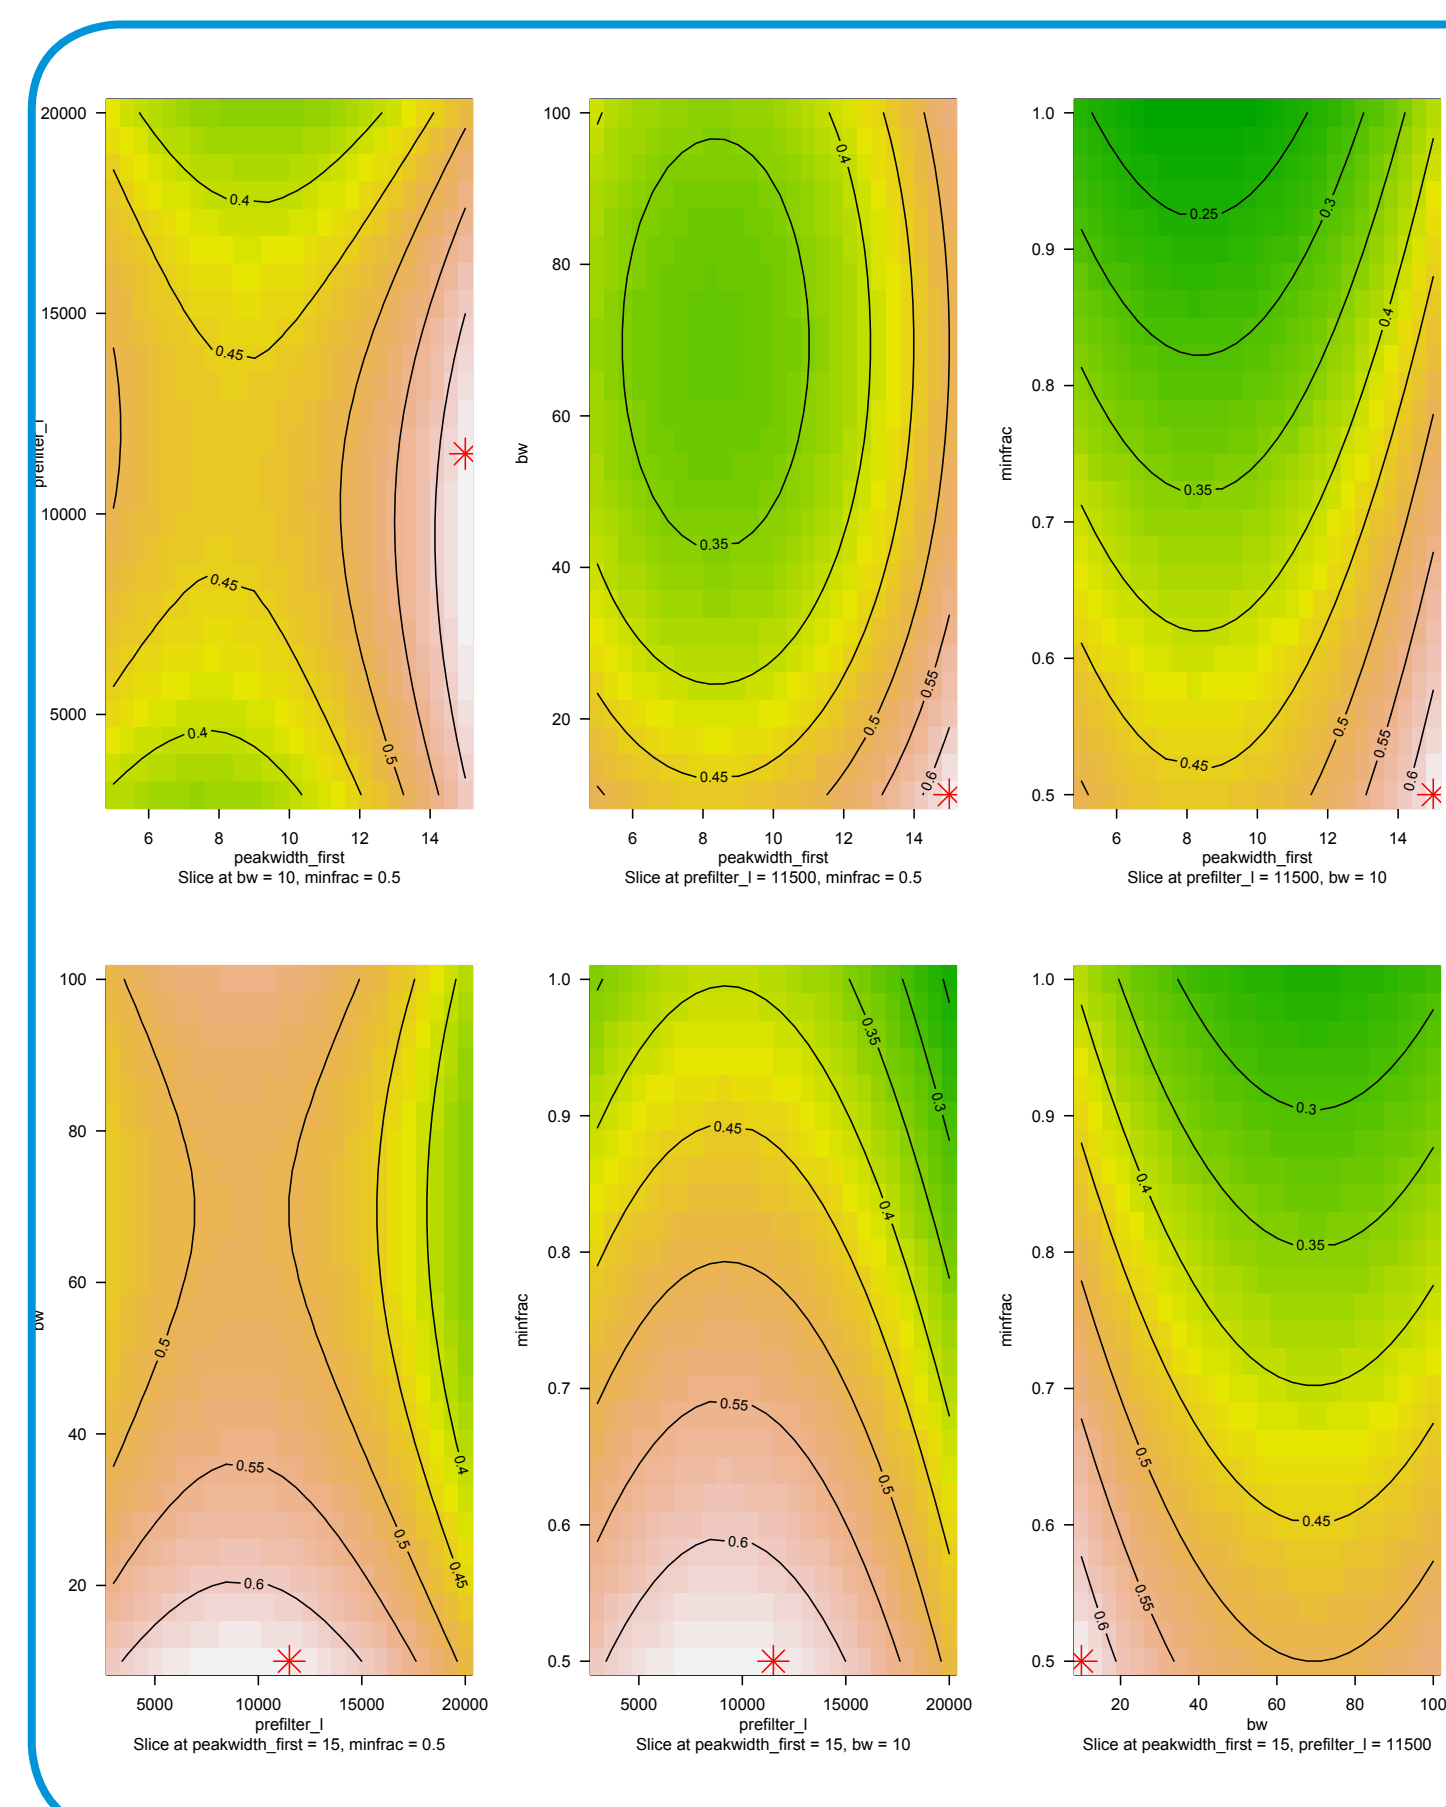 20000
15000
10000
5000
prefilter_l
0.4
0.45
0.45
0.4
0.5
6 8 10 12 14
peakwidth_first
Slice at bw = 10, minfrac = 0.5
100
80
60
40
20
bw
0.4
0.35
0.45
0.5
0.55
0.6
6 8 10 12 14
peakwidth_first
Slice at prefilter_l = 11500, minfrac = 0.5
1.0
0.9
0.8
0.7
0.6
0.5
minfrac
0.25
0.3
0.4
0.35
0.45
0.5
0.55
0.6
6 8 10 12 14
peakwidth_first
Slice at prefilter_l = 11500, bw = 10
100
80
60
40
20
bw
0.5
0.55
0.6
0.5
0.45
0.4
5000 10000 15000 20000
prefilter_l
Slice at peakwidth_first = 15, minfrac = 0.5
1.0
0.9
0.8
0.7
0.6
0.5
minfrac
0.35
0.3
0.45
0.4
0.55
0.5
0.6
5000 10000 15000 20000
prefilter_l
Slice at peakwidth_first = 15, bw = 10
1.0
0.9
0.8
0.7
0.6
0.5
minfrac
0.3
0.4
0.35
0.5
0.45
0.55
0.6
20 40 60 80 100
bw
Slice at peakwidth_first = 15, prefilter_l = 11500